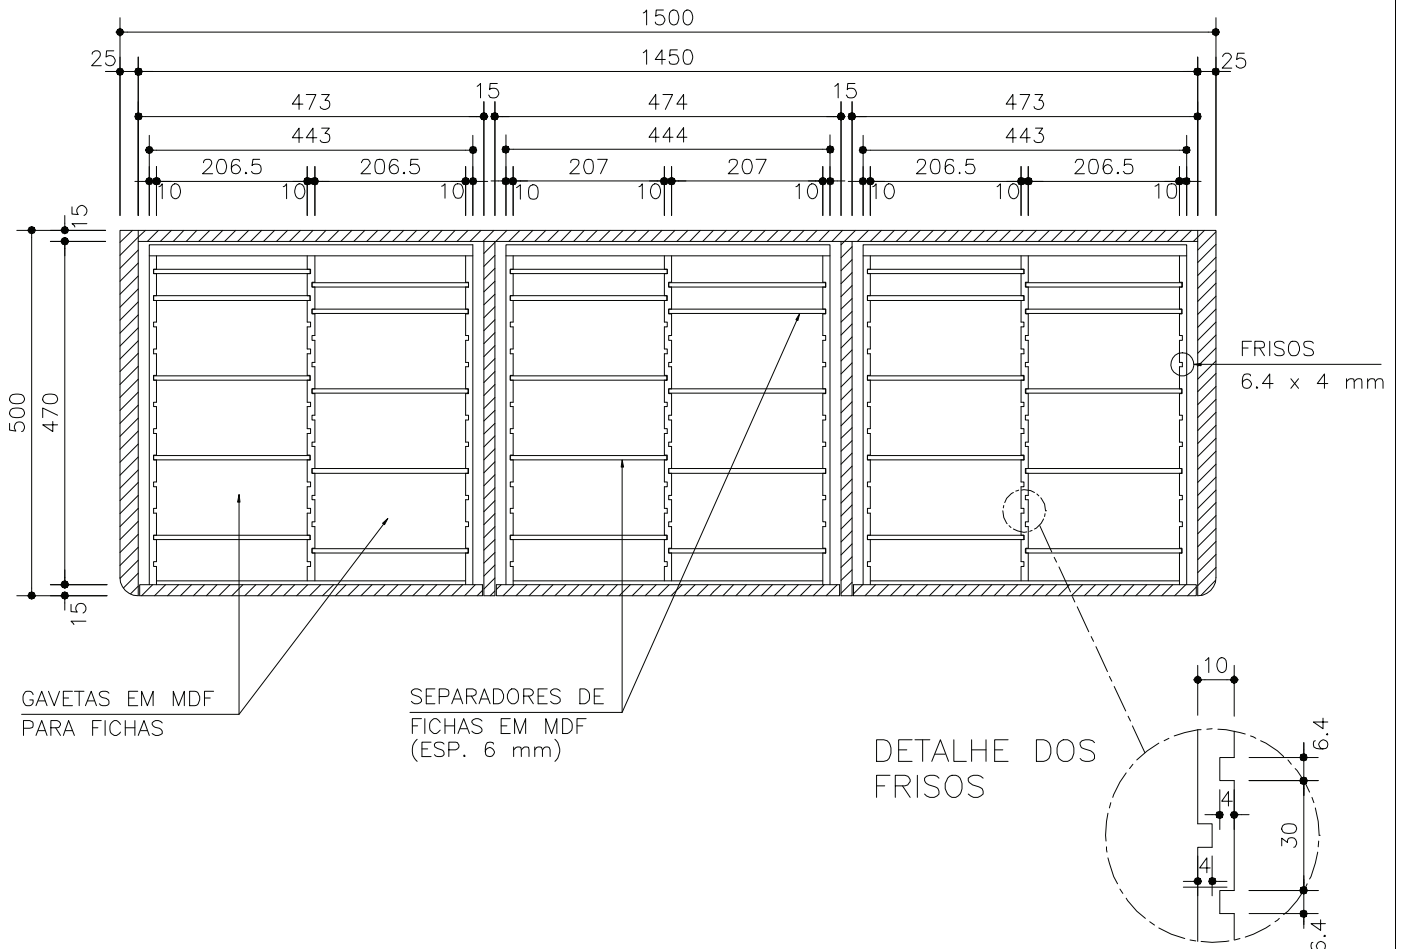 1500
25 1450 25
473 15 474 15 473
443 444 443
206.5 206.5 207 207 206.5 206.5
10 10 10 10 10 10 10 10 10
15
500
470
15
FRISOS
6.4 x 4 mm
GAVETAS EM MDF
PARA FICHAS
SEPARADORES DE
FICHAS EM MDF
(ESP. 6 mm)
DETALHE DOS
FRISOS
10
6.4
4
30
4
6.4